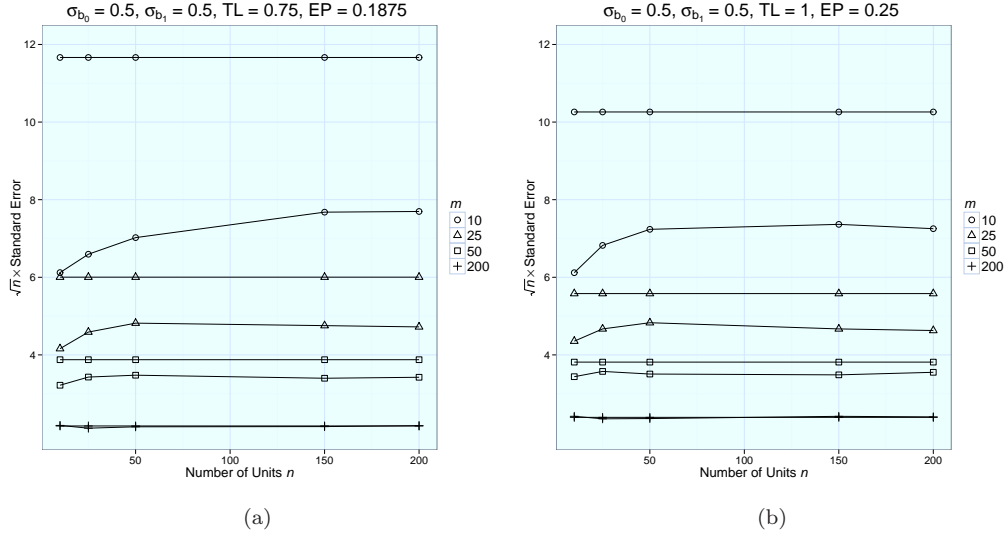 σb₀ = 0.5, σb₁ = 0.5, TL = 0.75, EP = 0.1875
12
10
8
6
4
√n × Standard Error
50
100
150
200
Number of Units n
m
10
25
50
200
(a)
σb₀ = 0.5, σb₁ = 0.5, TL = 1, EP = 0.25
12
10
8
6
4
√n × Standard Error
50
100
150
200
Number of Units n
m
10
25
50
200
(b)